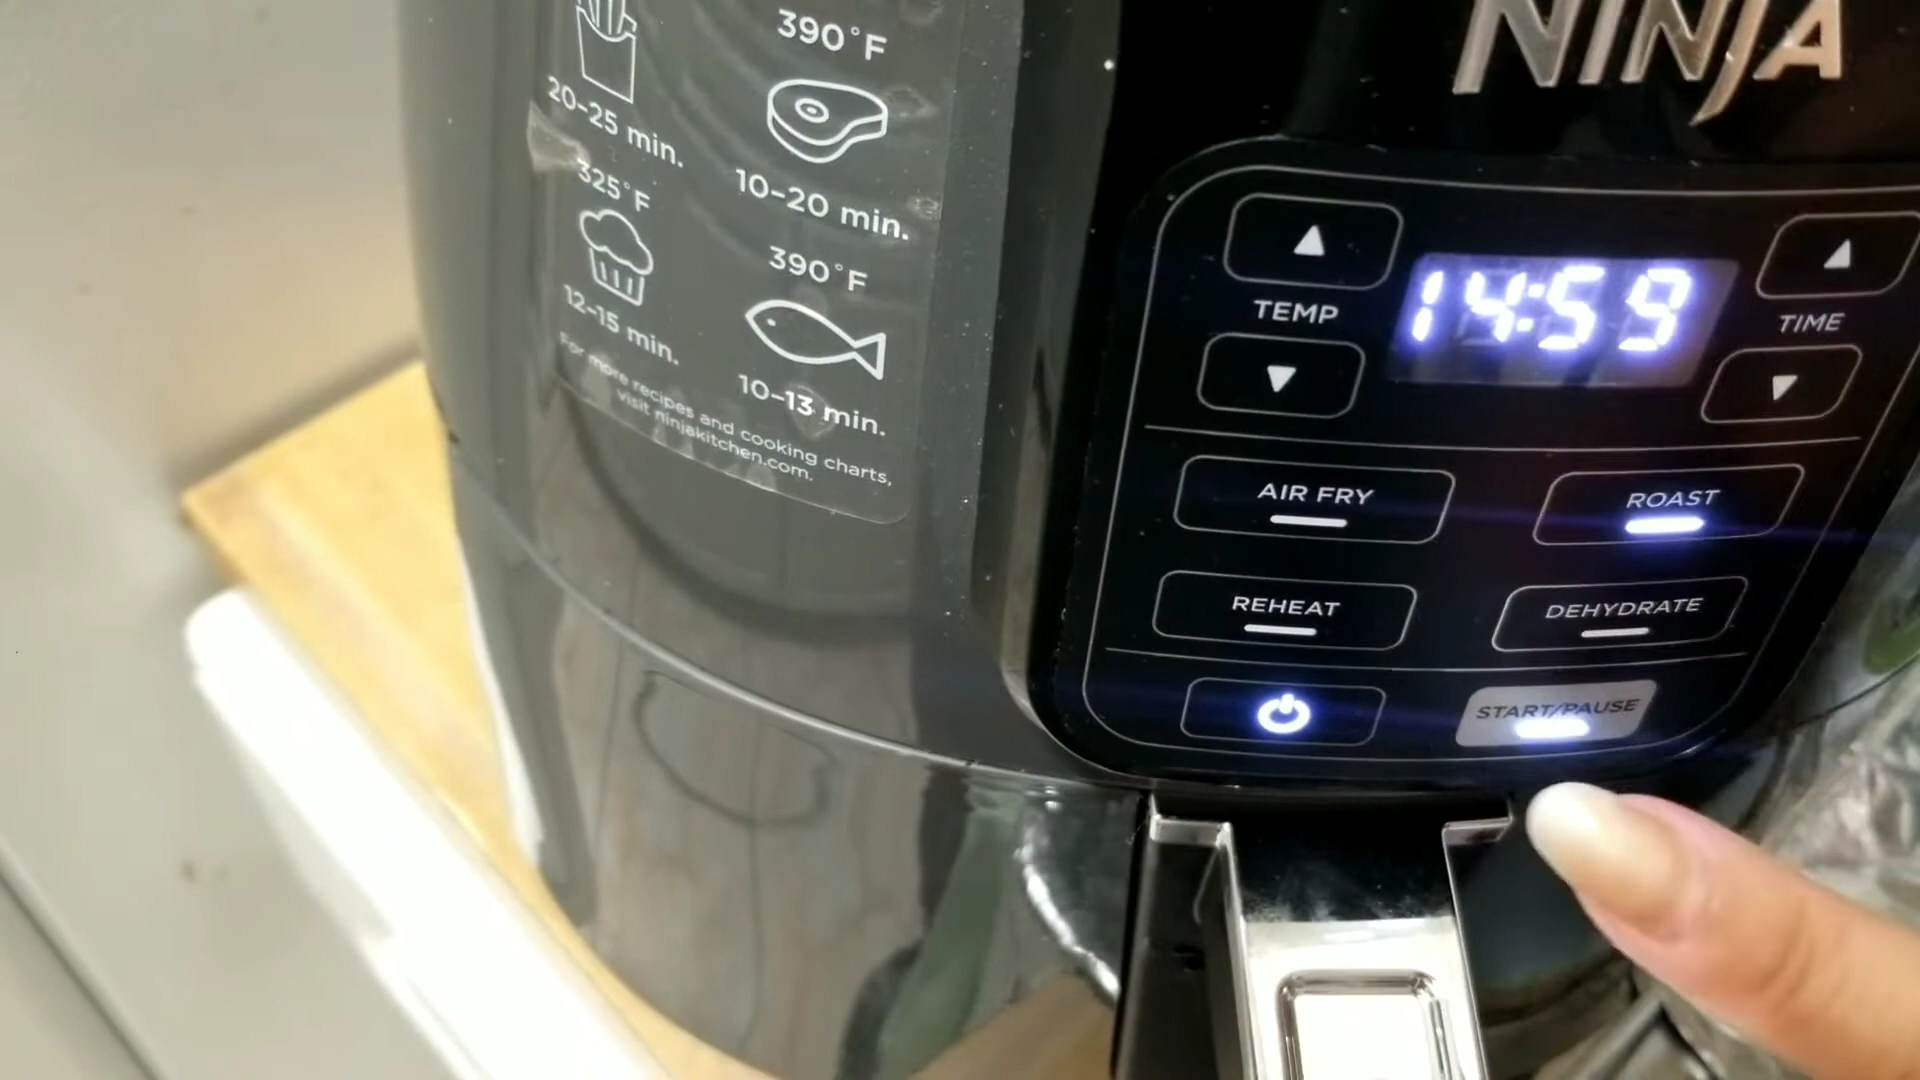 390°F
20-25 min.
10-20 min.
325°F
390°F
12-15 min.
10-13 min.
For more recipes and cooking charts,
visit ninjakitchen.com.
NINJA
14:59
TEMP
TIME
AIR FRY
ROAST
REHEAT
DEHYDRATE
START/PAUSE